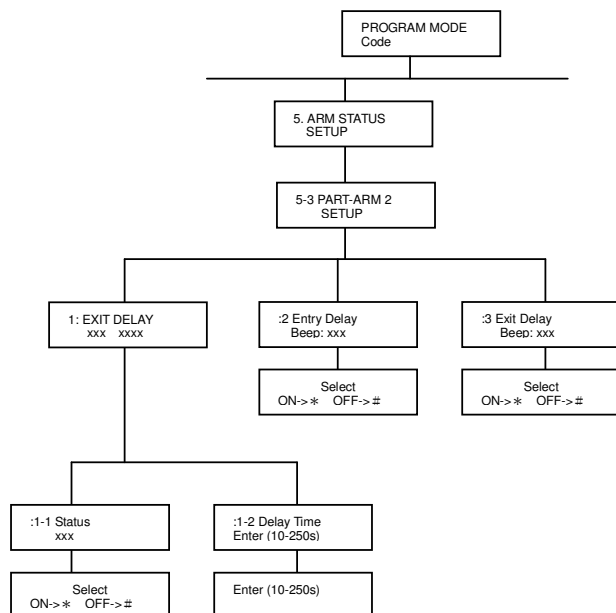 PROGRAM MODE
Code
5. ARM STATUS
SETUP
5-3 PART-ARM 2
SETUP
1: EXIT DELAY
xxx xxxx
:2 Entry Delay
Beep: xxx
:3 Exit Delay
Beep: xxx
Select
ON->* OFF->#
Select
ON->* OFF->#
:1-1 Status
xxx
:1-2 Delay Time
Enter (10-250s)
Select
ON->* OFF->#
Enter (10-250s)